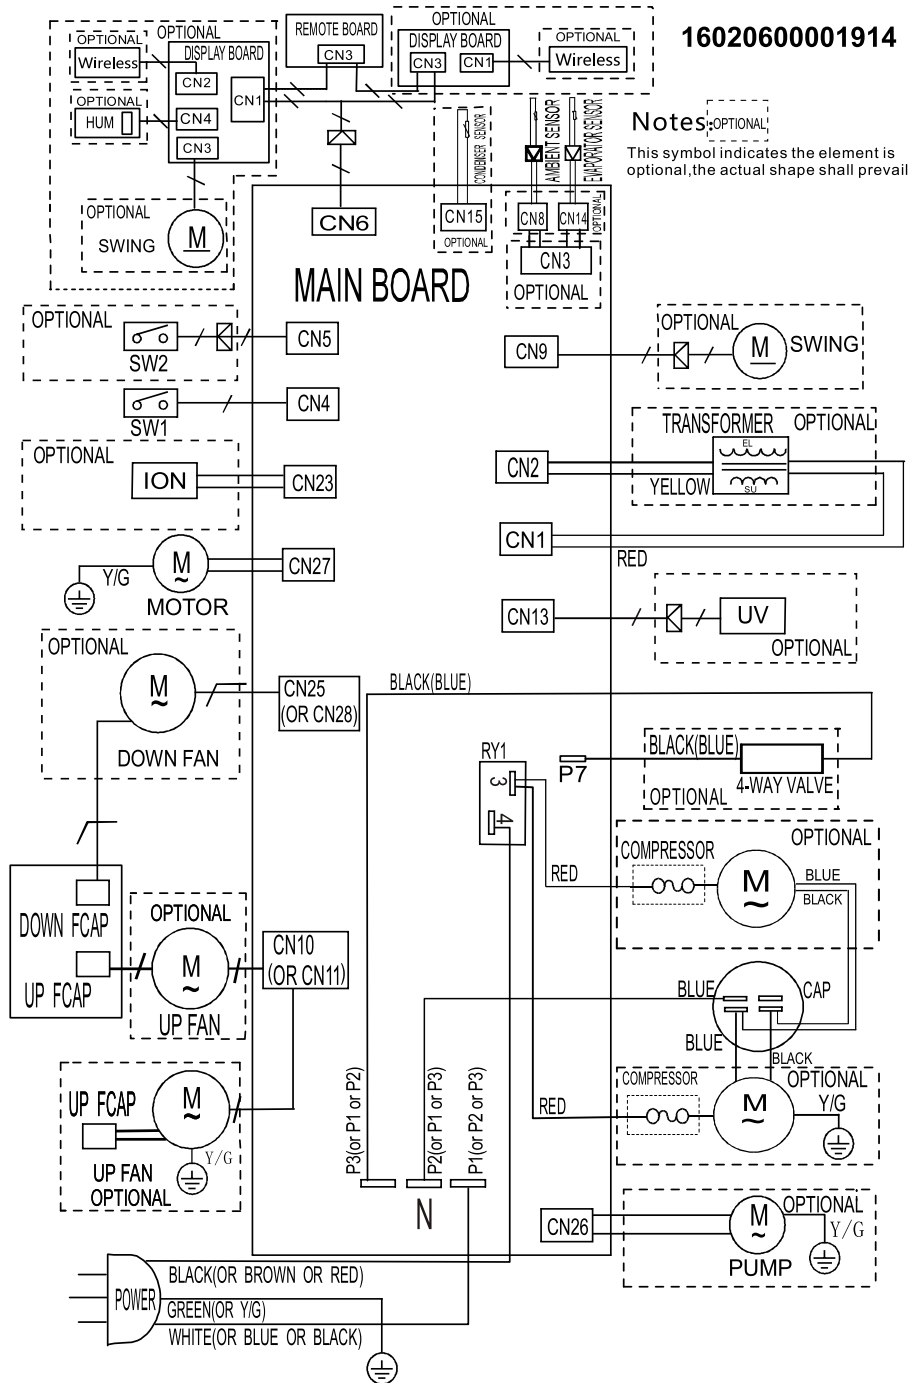 16020600001914
Notes: OPTIONAL
This symbol indicates the element is
optional,the actual shape shall prevail
OPTIONAL
OPTIONAL
Wireless
DISPLAY BOARD
CN2
CN1
OPTIONAL
HUM
CN4
CN3
OPTIONAL
SWING
M
REMOTE BOARD
CN3
OPTIONAL
DISPLAY BOARD
CN3
CN1
OPTIONAL
Wireless
CN6
CONDENSER SENSOR
CN15
OPTIONAL
AMBIENT SENSOR
EVAPORATOR SENSOR
CN8
CN14
OPTIONAL
CN3
OPTIONAL
MAIN BOARD
OPTIONAL
SW2
CN5
SW1
CN4
OPTIONAL
ION
CN23
M
~
Y/G
MOTOR
CN27
OPTIONAL
M
~
DOWN FAN
CN25
(OR CN28)
DOWN FCAP
UP FCAP
OPTIONAL
M
~
UP FAN
CN10
(OR CN11)
UP FCAP
M
~
Y/G
UP FAN
OPTIONAL
CN9
OPTIONAL
M
SWING
CN2
TRANSFORMER
OPTIONAL
EL
YELLOW
SU
CN1
RED
CN13
UV
OPTIONAL
BLACK(BLUE)
P7
BLACK(BLUE)
4-WAY VALVE
OPTIONAL
RY1
3
4
RED
OPTIONAL
COMPRESSOR
M
~
BLUE
BLACK
BLUE
CAP
BLUE
BLACK
RED
COMPRESSOR
M
~
OPTIONAL
Y/G
P3(or P1 or P2)
P2(or P1 or P3)
P1(or P2 or P3)
N
CN26
M
~
PUMP
OPTIONAL
Y/G
POWER
BLACK(OR BROWN OR RED)
GREEN(OR Y/G)
WHITE(OR BLUE OR BLACK)